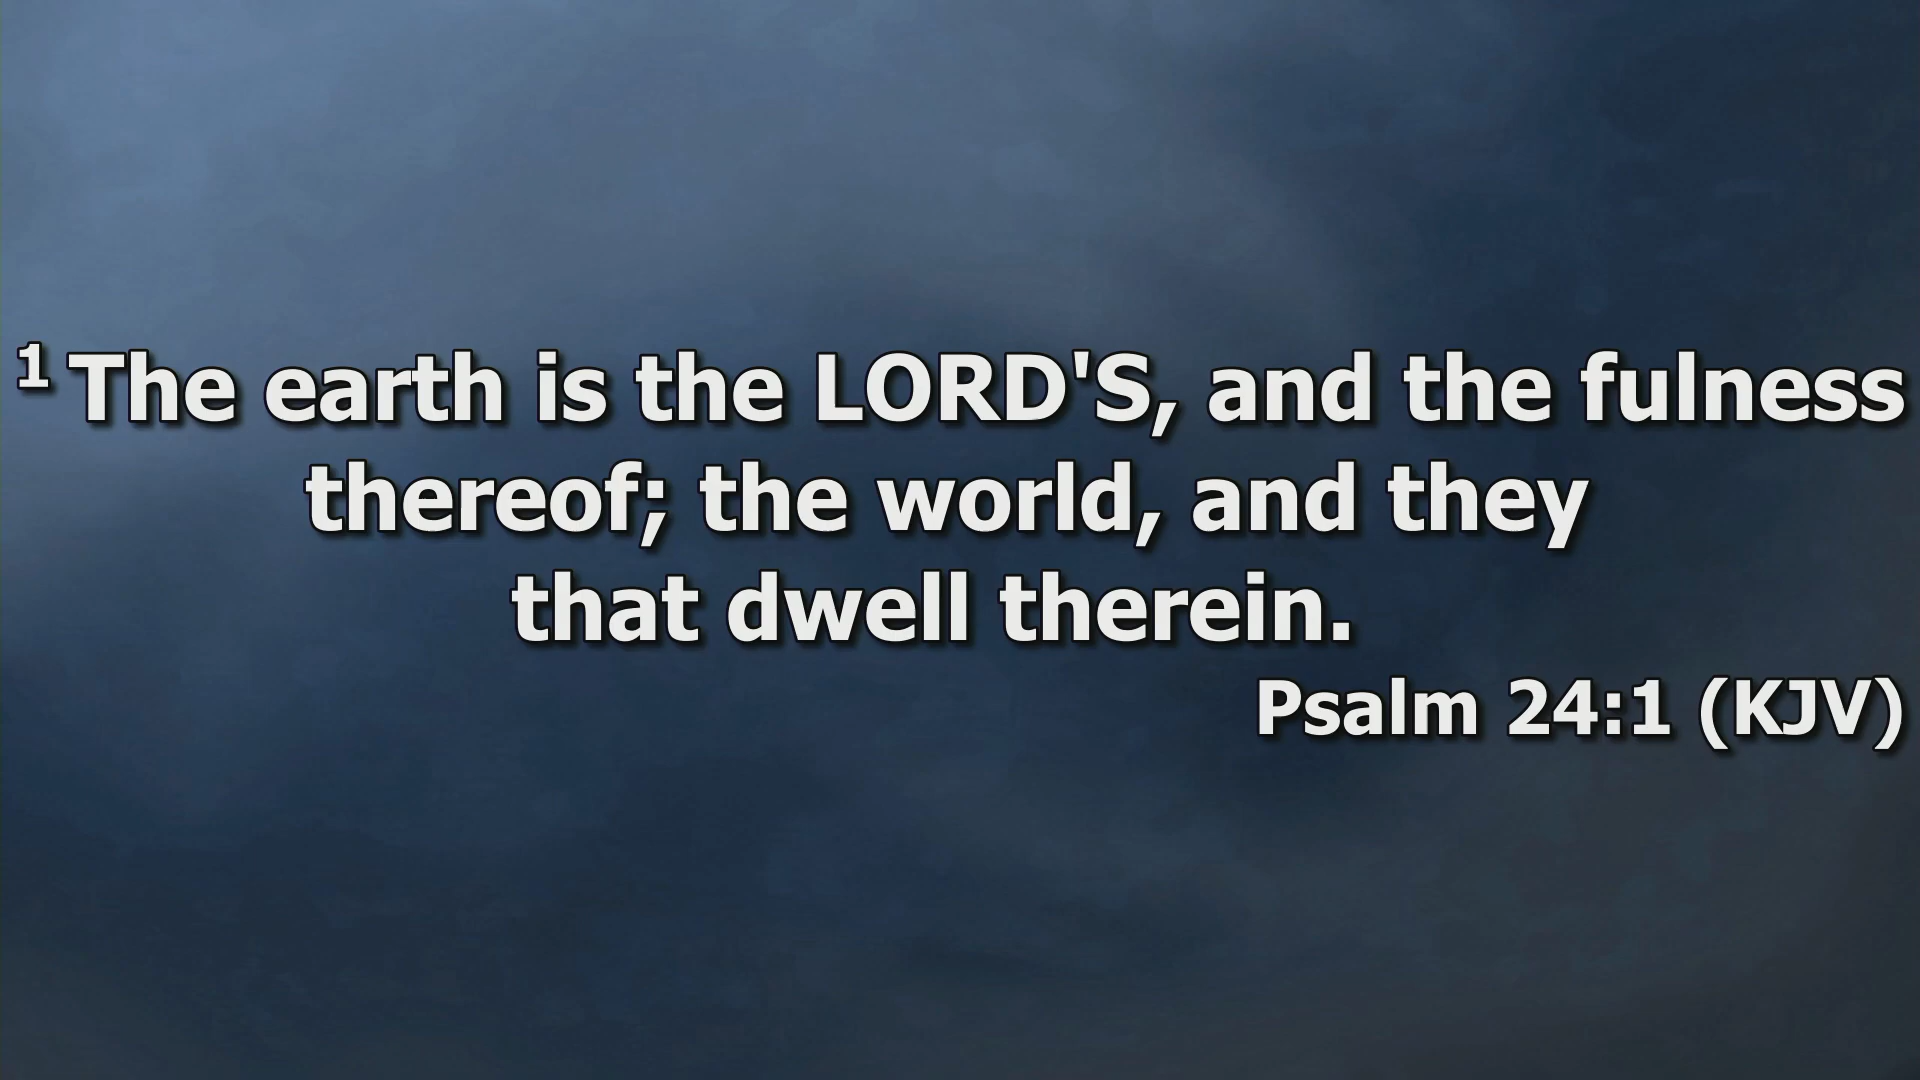 1 The earth is the LORD'S, and the fulness
thereof; the world, and they
that dwell therein.
Psalm 24:1 (KJV)